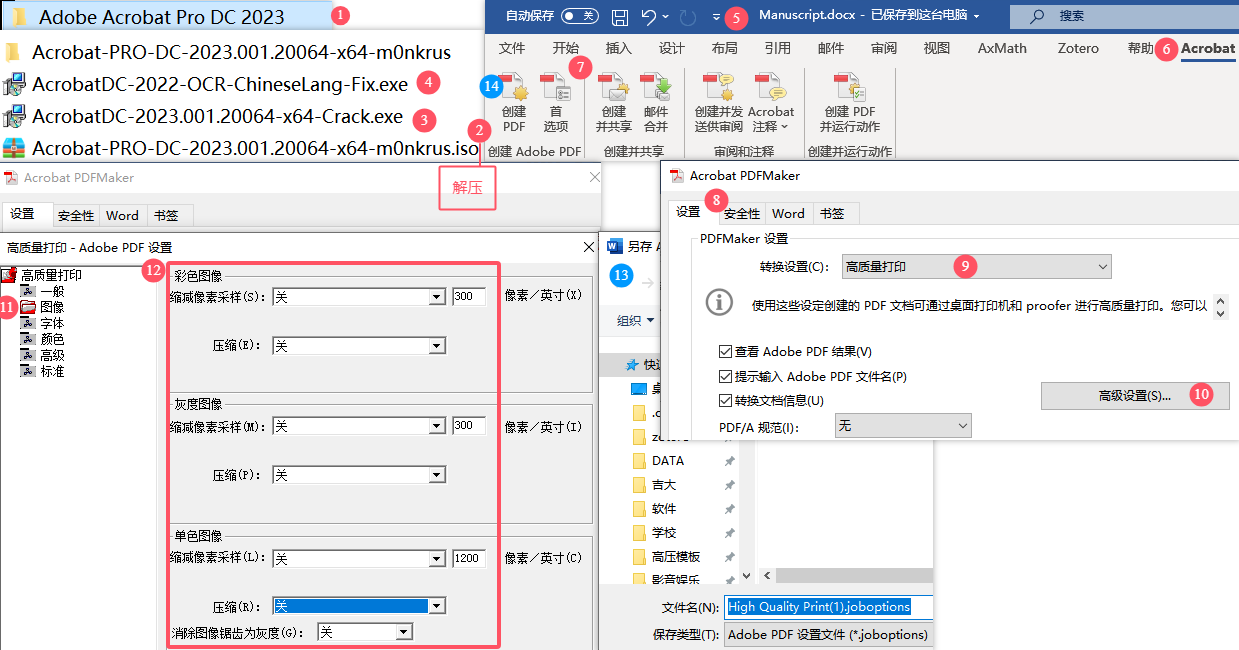 Adobe Acrobat Pro DC 2023
1
Acrobat-PRO-DC-2023.001.20064-x64-m0nkrus
AcrobatDC-2022-OCR-ChineseLang-Fix.exe
4
AcrobatDC-2023.001.20064-x64-Crack.exe
3
2
Acrobat-PRO-DC-2023.001.20064-x64-m0nkrus.iso
解压
自动保存
关
5
Manuscript.docx - 已保存到这台电脑
搜索
文件 开始 插入 设计 布局 引用 邮件 审阅 视图 AxMath Zotero 帮助 6 Acrobat
7
14
创建 首 创建 邮件 创建并发 Acrobat 创建 PDF
PDF 选项 并共享 合并 送供审阅 注释 并运行动作
创建 Adobe PDF 创建并共享 审阅和注释 创建并运行动作
Acrobat PDFMaker
设置 安全性 Word 书签
高质量打印 - Adobe PDF 设置
12
高质量打印
一般
11
图像
字体
颜色
高级
标准
彩色图像
缩减像素采样(S): 关 300 像素／英寸(X)
压缩(E): 关
灰度图像
缩减像素采样(M): 关 300 像素／英寸(I)
压缩(P): 关
单色图像
缩减像素采样(L): 关 1200 像素／英寸(C)
压缩(R): 关
消除图像锯齿为灰度(G): 关
Acrobat PDFMaker
8
设置 安全性 Word 书签
PDFMaker 设置
转换设置(C): 高质量打印 9
使用这些设定创建的 PDF 文档可通过桌面打印机和 proofer 进行高质量打印。您可以
查看 Adobe PDF 结果(V)
提示输入 Adobe PDF 文件名(P)
转换文档信息(U)
高级设置(S)... 10
PDF/A 规范(I): 无
另存
13
组织
DATA
吉大
软件
学校
高压模板
影音娱乐
文件名(N): High Quality Print(1).joboptions
保存类型(T): Adobe PDF 设置文件 (*.joboptions)